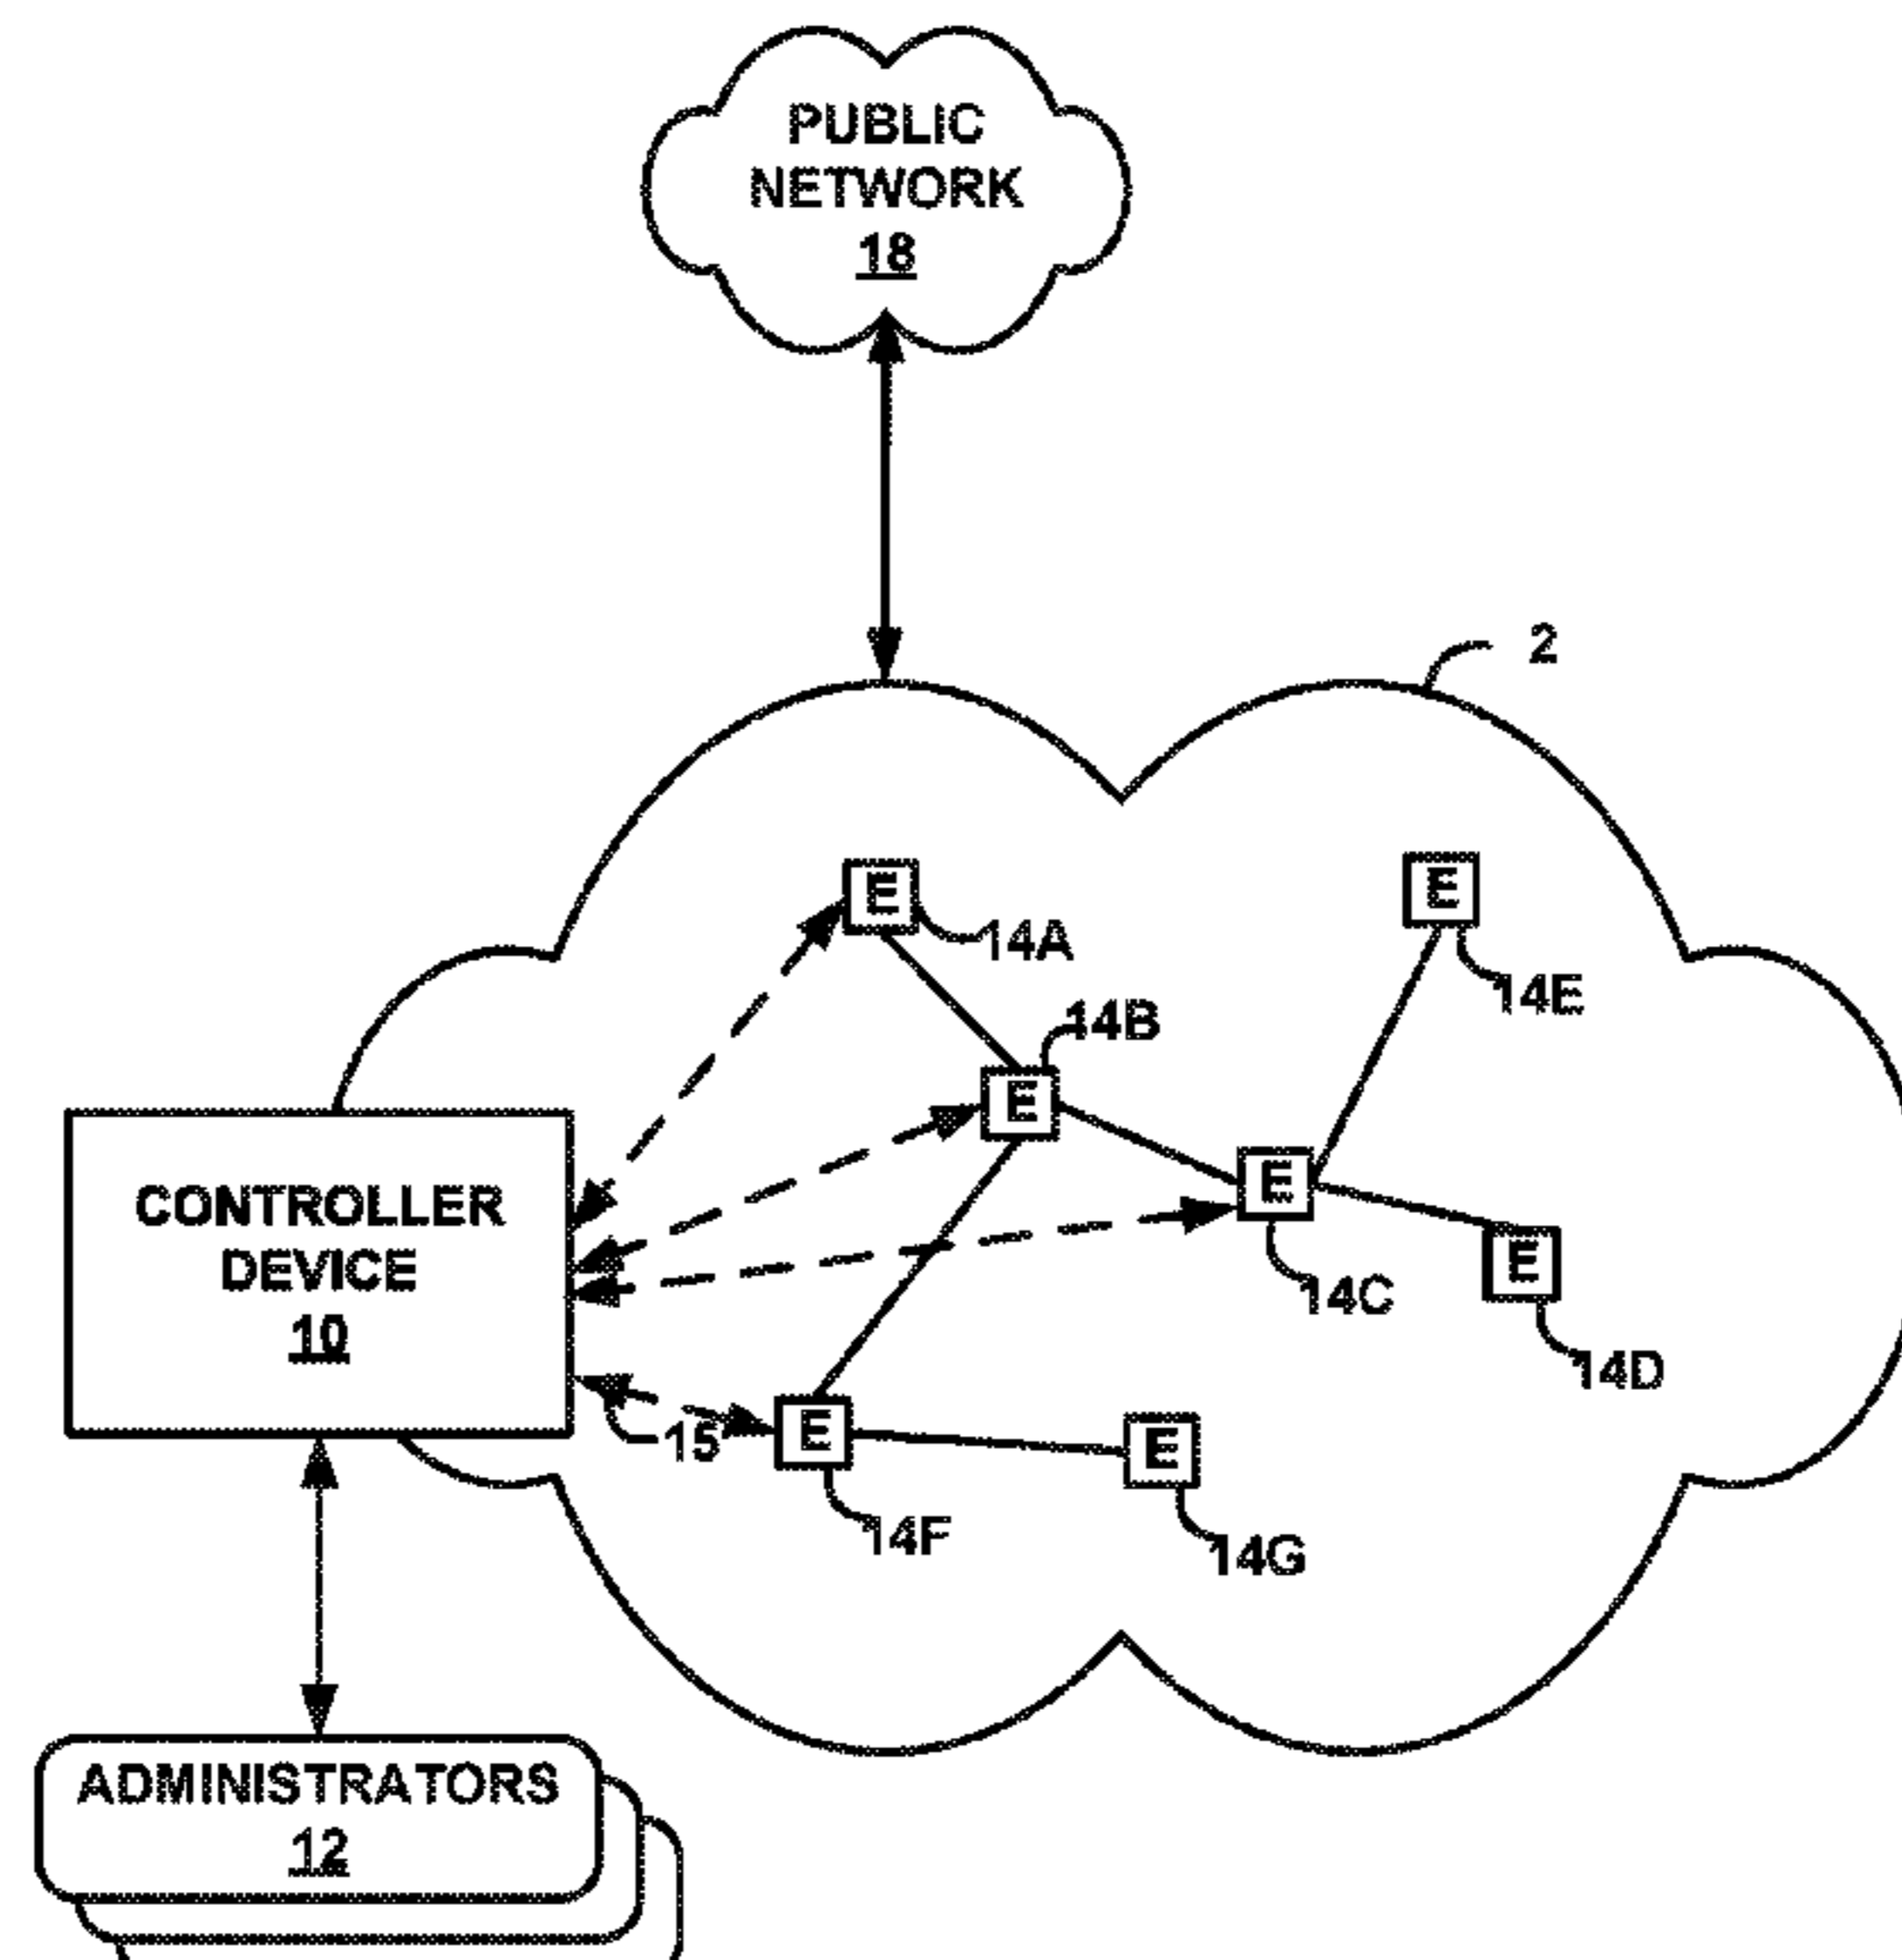 PUBLIC
NETWORK
18
2
E
14A
E
14E
14B
E
E
14C
E
14D
CONTROLLER
DEVICE
10
15
E
14F
E
14G
ADMINISTRATORS
12